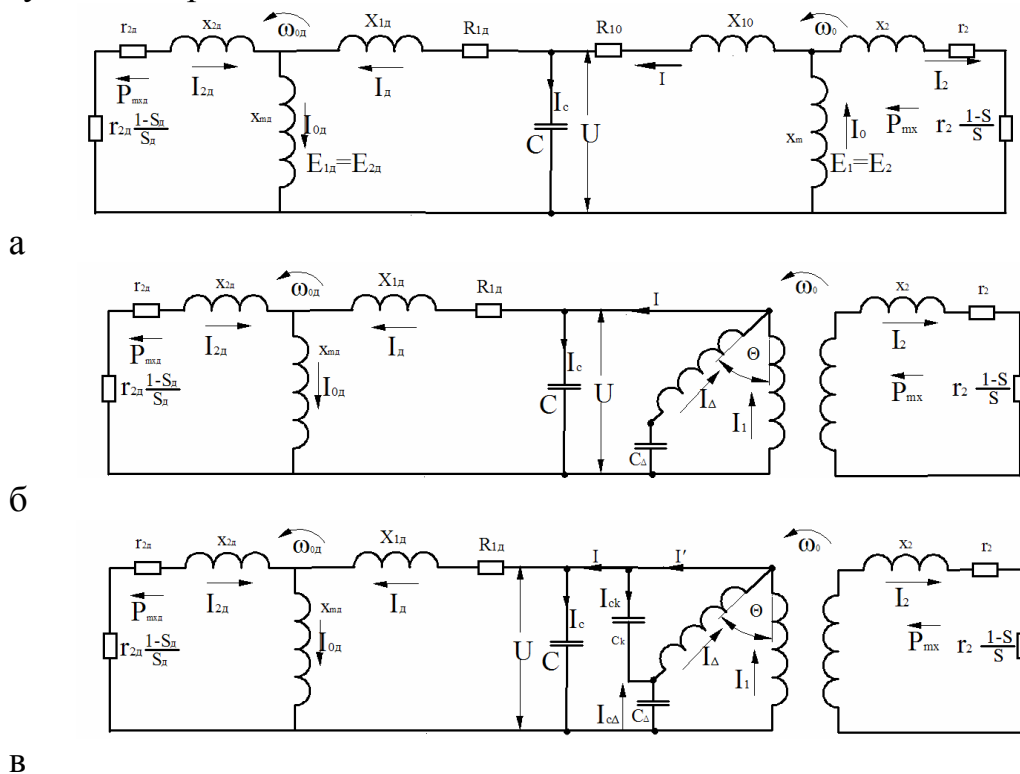 r₂д x₂д ω₀д X₁д R₁д R₁₀ X₁₀ ω₀ x₂ r₂
Pмхд I₂д Iд Ic I Pmx I₂
r₂д (1-Sд)/Sд xmд I₀д C U xm I₀ r₂ (1-S)/S
E₁д=E₂д E₁=E₂
а
r₂д x₂д ω₀д X₁д R₁д I ω₀ x₂ r₂
Pмхд I₂д xmд Iд Ic Θ I₂
r₂д (1-Sд)/Sд I₀д C U IΔ I₁ Pmx r₂ (1-S)/S
CΔ
б
r₂д x₂д ω₀д X₁д R₁д I I′ ω₀ x₂ r₂
Pмхд I₂д xmд Iд Ic Ick Θ I₂
r₂д (1-Sд)/Sд I₀д U C Ck IΔ I₁ Pmx r₂ (1-S)/S
IcΔ CΔ
в